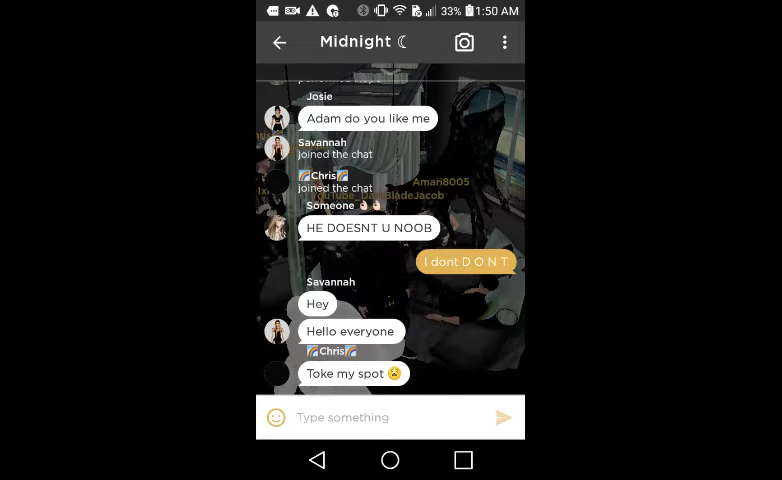 33% 1:50 AM
Midnight ☾
Josie
Adam do you like me
Savannah
joined the chat
🌈Chris🌈
joined the chat
Amari8005
Someone 👌🏻👌🏻
HE DOESNT U NOOB
I dont D O N T
Savannah
Hey
Hello everyone
🌈Chris🌈
Toke my spot 😫
Type something